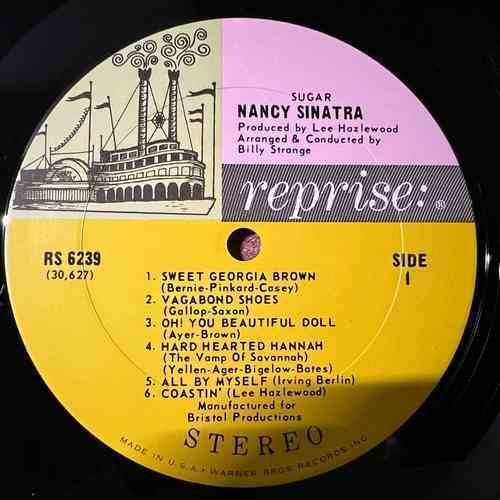 SUGAR
NANCY SINATRA
Produced by Lee Hazlewood
Arranged & Conducted by
Billy Strange
reprise: ®
RS 6239
(30,627)
SIDE
1
1. SWEET GEORGIA BROWN
(Bernie-Pinkard-Casey)
2. VAGABOND SHOES
(Gallop-Saxon)
3. OH! YOU BEAUTIFUL DOLL
(Ayer-Brown)
4. HARD HEARTED HANNAH
(The Vamp Of Savannah)
(Yellen-Ager-Bigelow-Bates)
5. ALL BY MYSELF (Irving Berlin)
6. COASTIN' (Lee Hazlewood)
Manufactured for
Bristol Productions
STEREO
MADE IN U.S.A. • WARNER BROS. RECORDS INC.